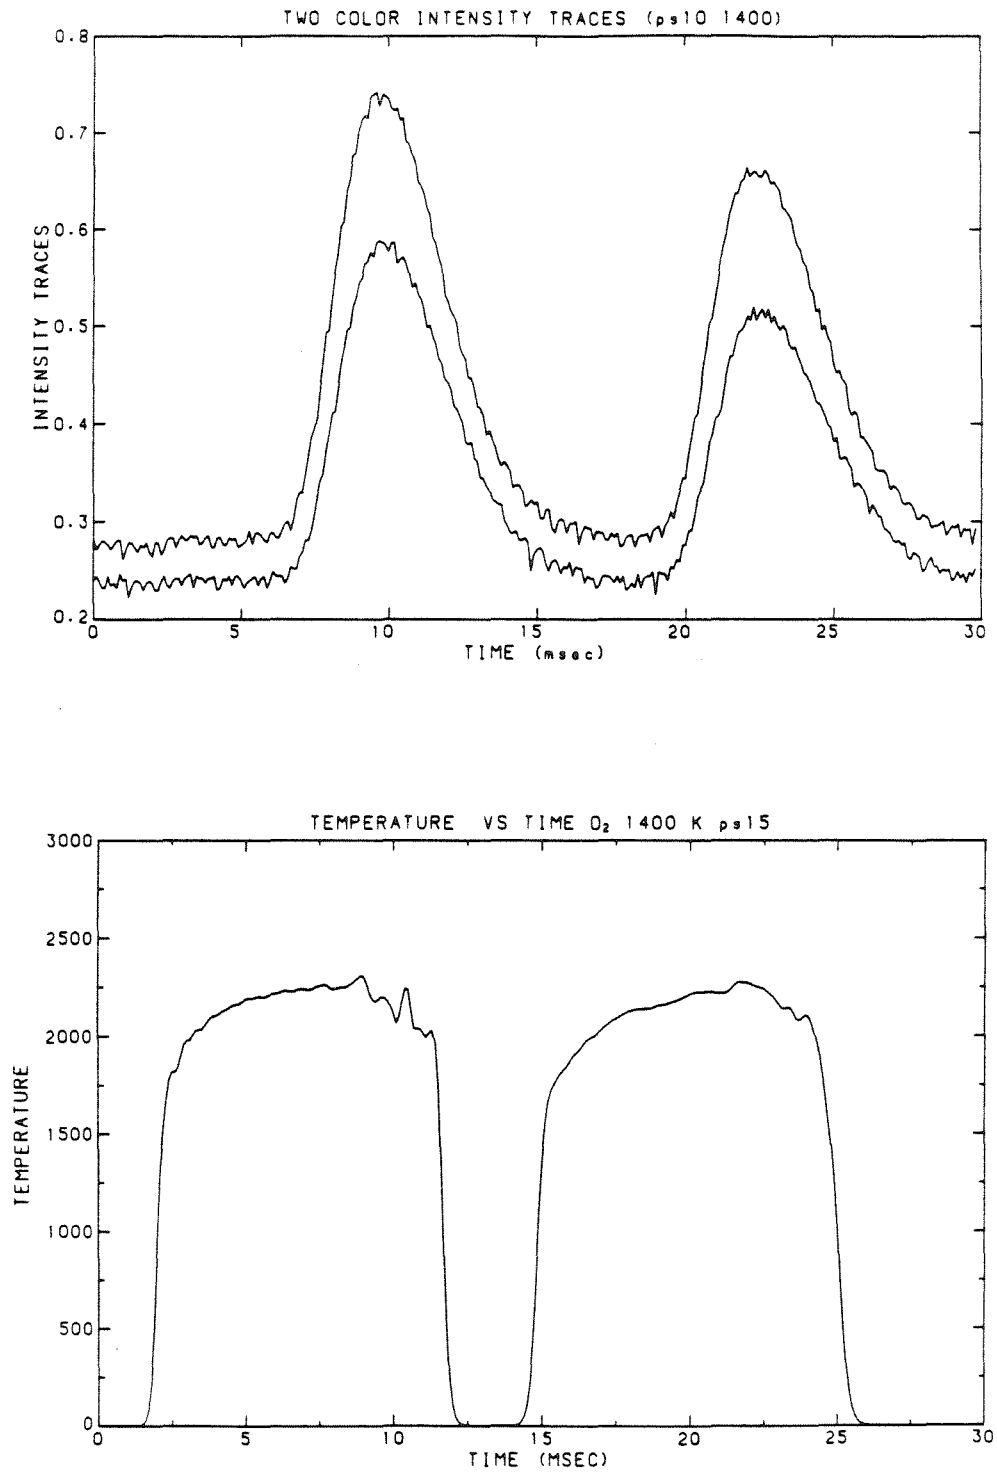 TWO COLOR INTENSITY TRACES (ps10 1400)
0.8
0.7
0.6
0.5
0.4
0.3
0.2
INTENSITY TRACES
0 5 10 15 20 25 30
TIME (msec)
TEMPERATURE VS TIME O₂ 1400 K ps15
3000
2500
2000
1500
1000
500
0
TEMPERATURE
0 5 10 15 20 25 30
TIME (MSEC)